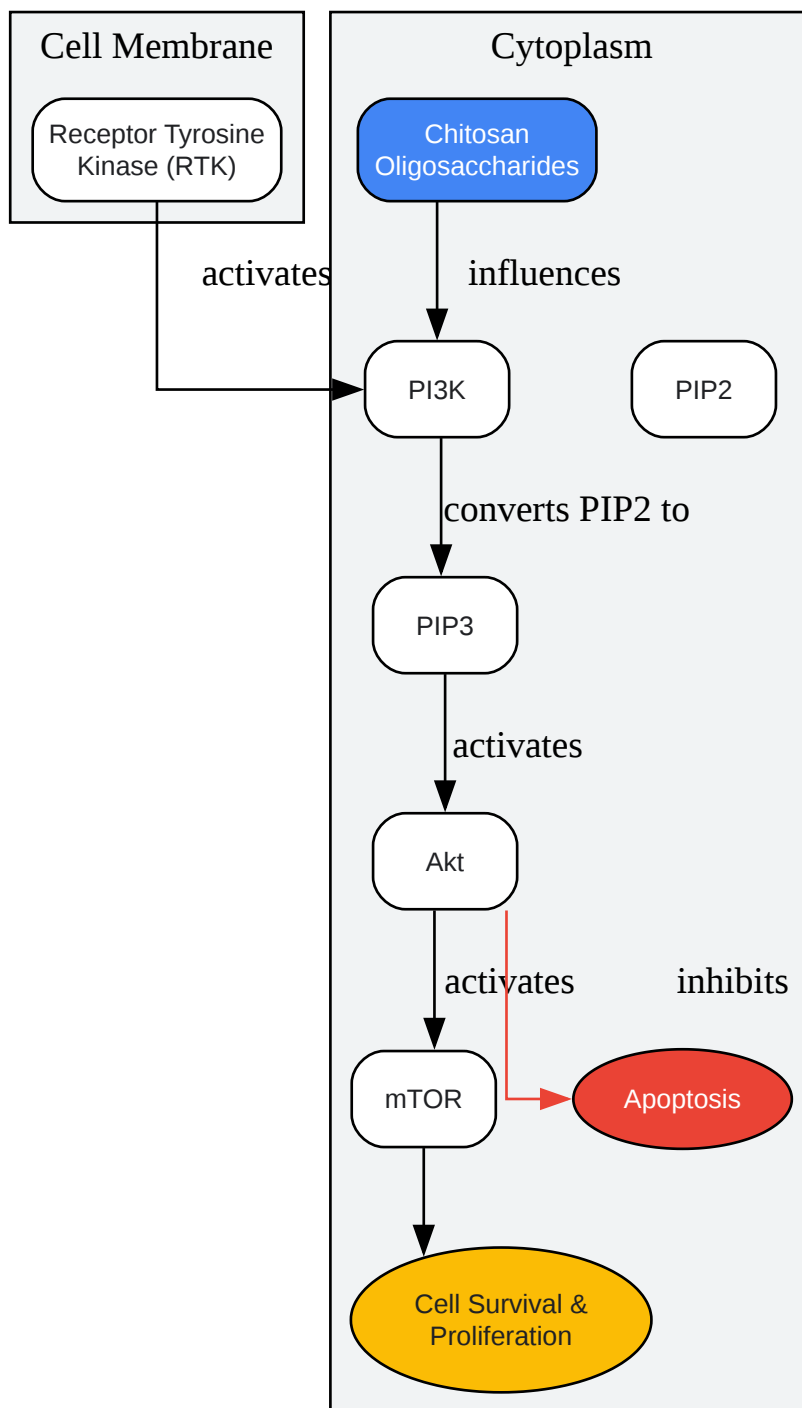 Cell Membrane
Cytoplasm
Receptor Tyrosine
Kinase (RTK)
Chitosan
Oligosaccharides
activates
influences
PI3K
PIP2
converts PIP2 to
PIP3
activates
Akt
activates
inhibits
mTOR
Apoptosis
Cell Survival &
Proliferation